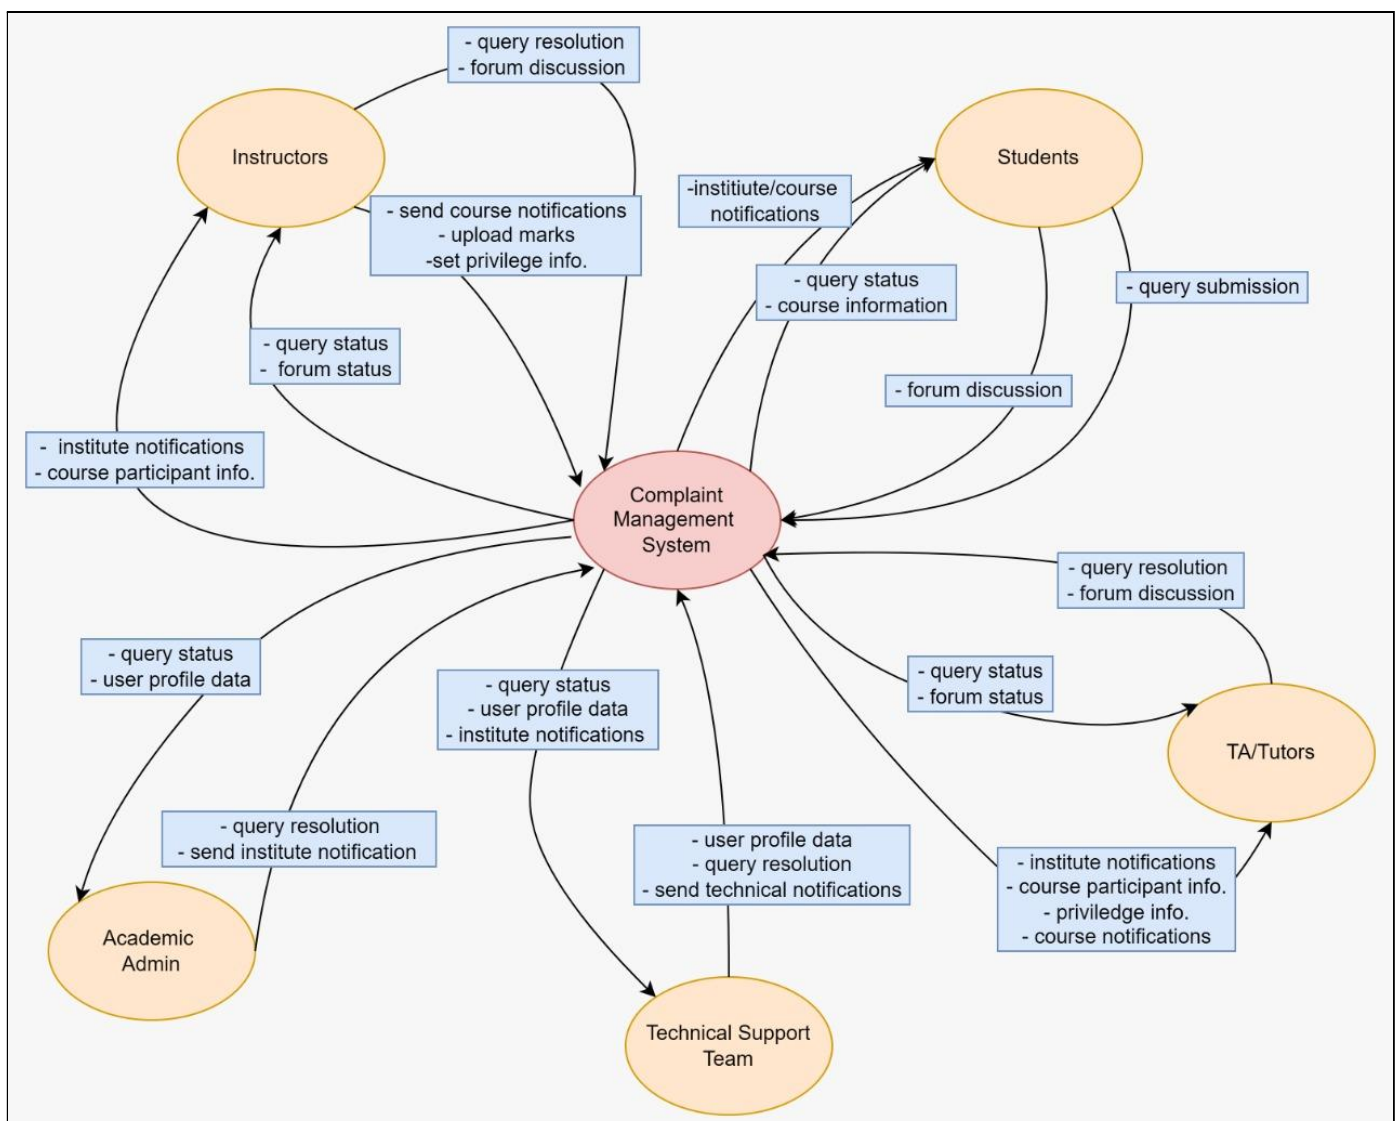 - query resolution
- forum discussion
Instructors
Students
-institiute/course
notifications
- send course notifications
- upload marks
-set privilege info.
- query status
- course information
- query submission
- query status
-  forum status
- forum discussion
-  institute notifications
- course participant info.
Complaint
Management
System
- query resolution
- forum discussion
- query status
- user profile data
- query status
- user profile data
- institute notifications
- query status
- forum status
TA/Tutors
- query resolution
- send institute notification
- user profile data
- query resolution
- send technical notifications
- institute notifications
- course participant info.
- priviledge info.
- course notifications
Academic
Admin
Technical Support
Team